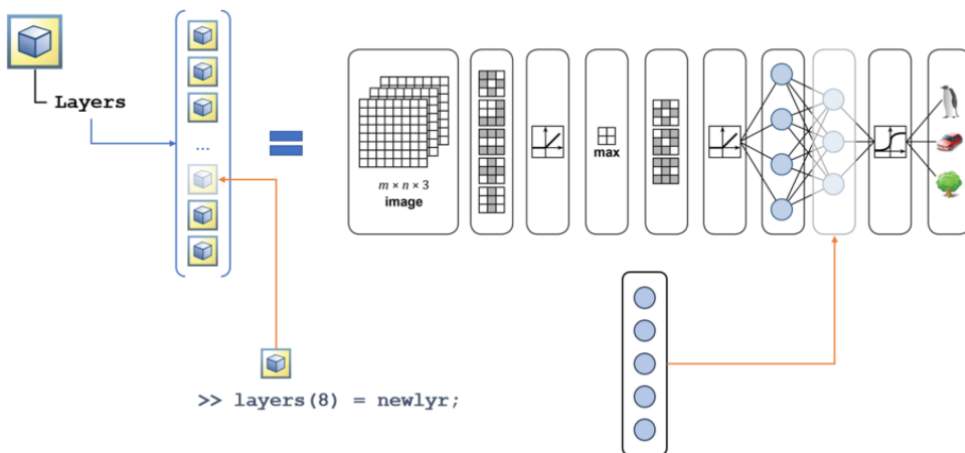 Layers
...
m × n × 3
image
max
>> layers(8) = newlyr;